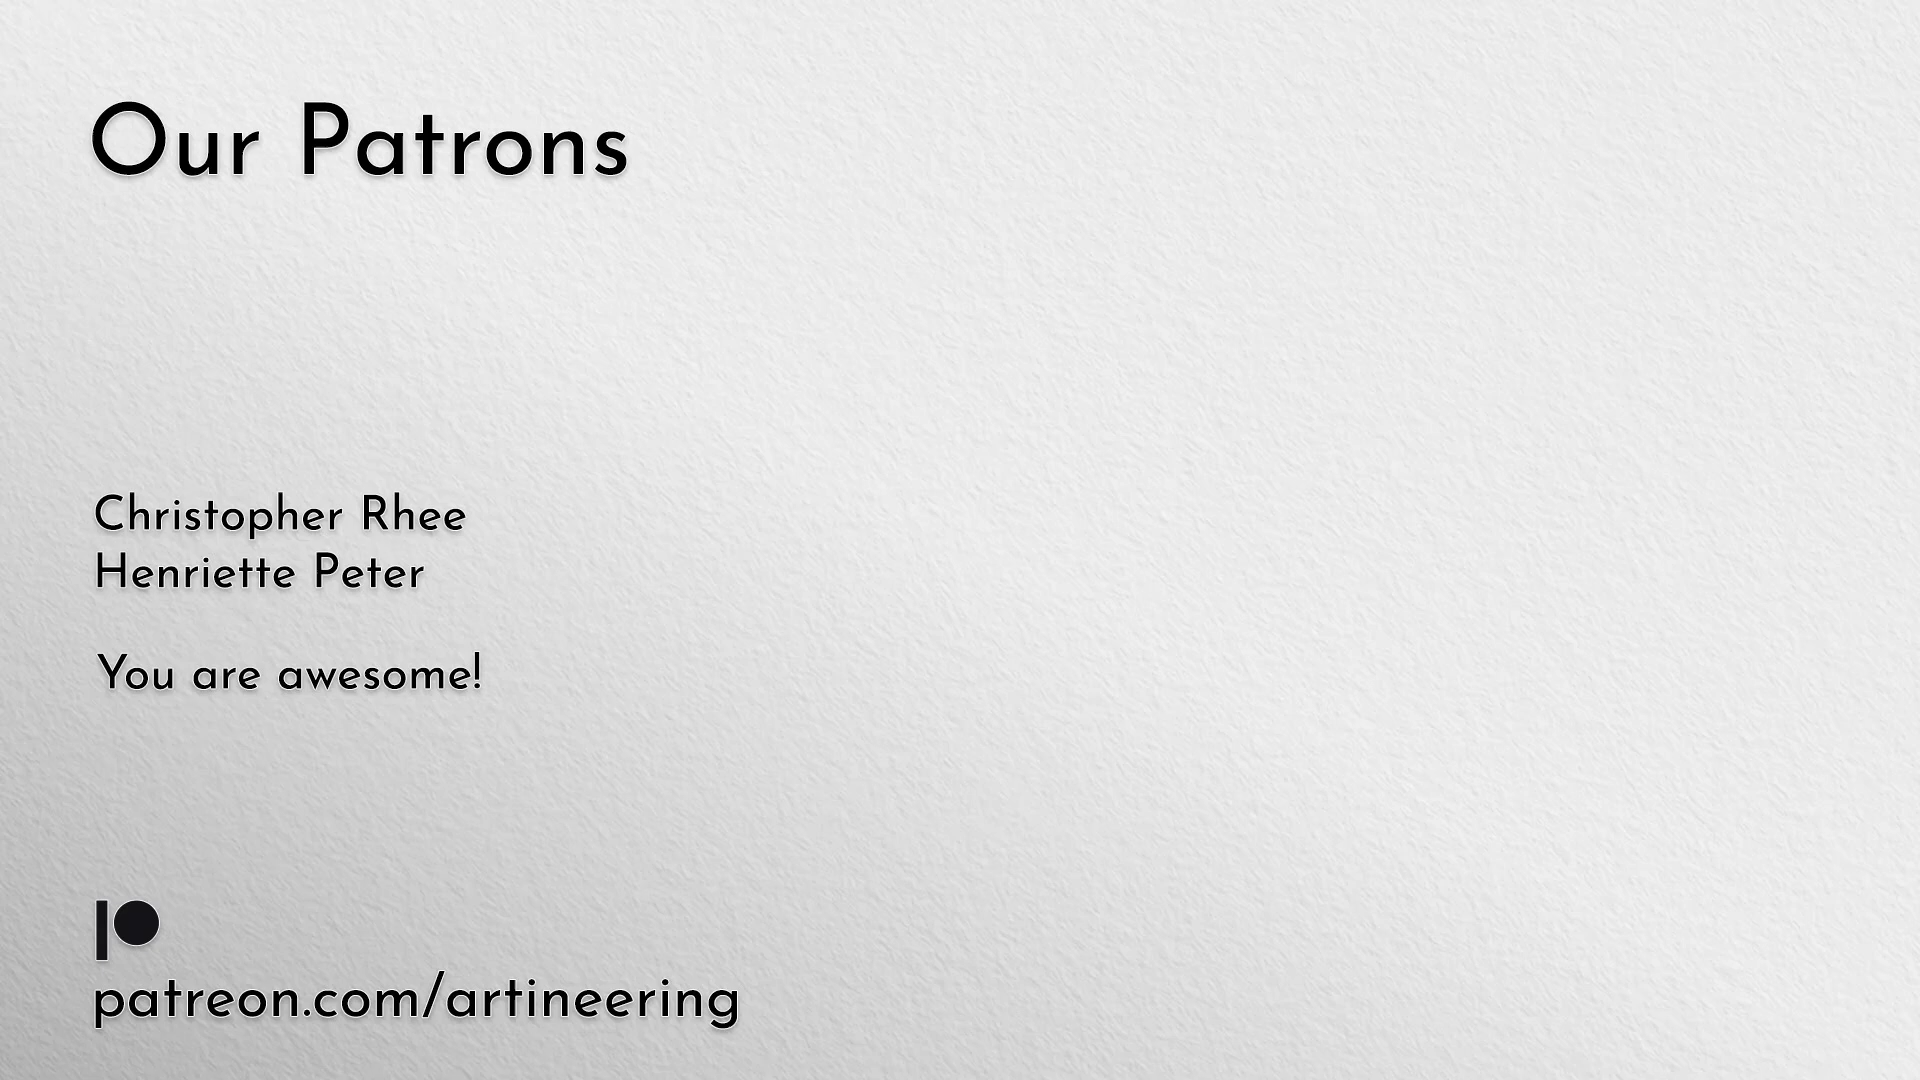 Our Patrons
Christopher Rhee
Henriette Peter
You are awesome!
patreon.com/artineering